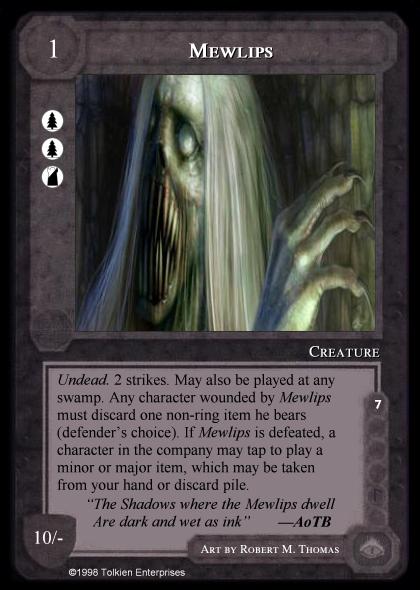 1
MEWLIPS
CREATURE
Undead. 2 strikes. May also be played at any
swamp. Any character wounded by Mewlips
must discard one non-ring item he bears
(defender's choice). If Mewlips is defeated, a
character in the company may tap to play a
minor or major item, which may be taken
from your hand or discard pile.
7
“The Shadows where the Mewlips dwell
Are dark and wet as ink” —AoTB
10/-
ART BY ROBERT M. THOMAS
©1998 Tolkien Enterprises